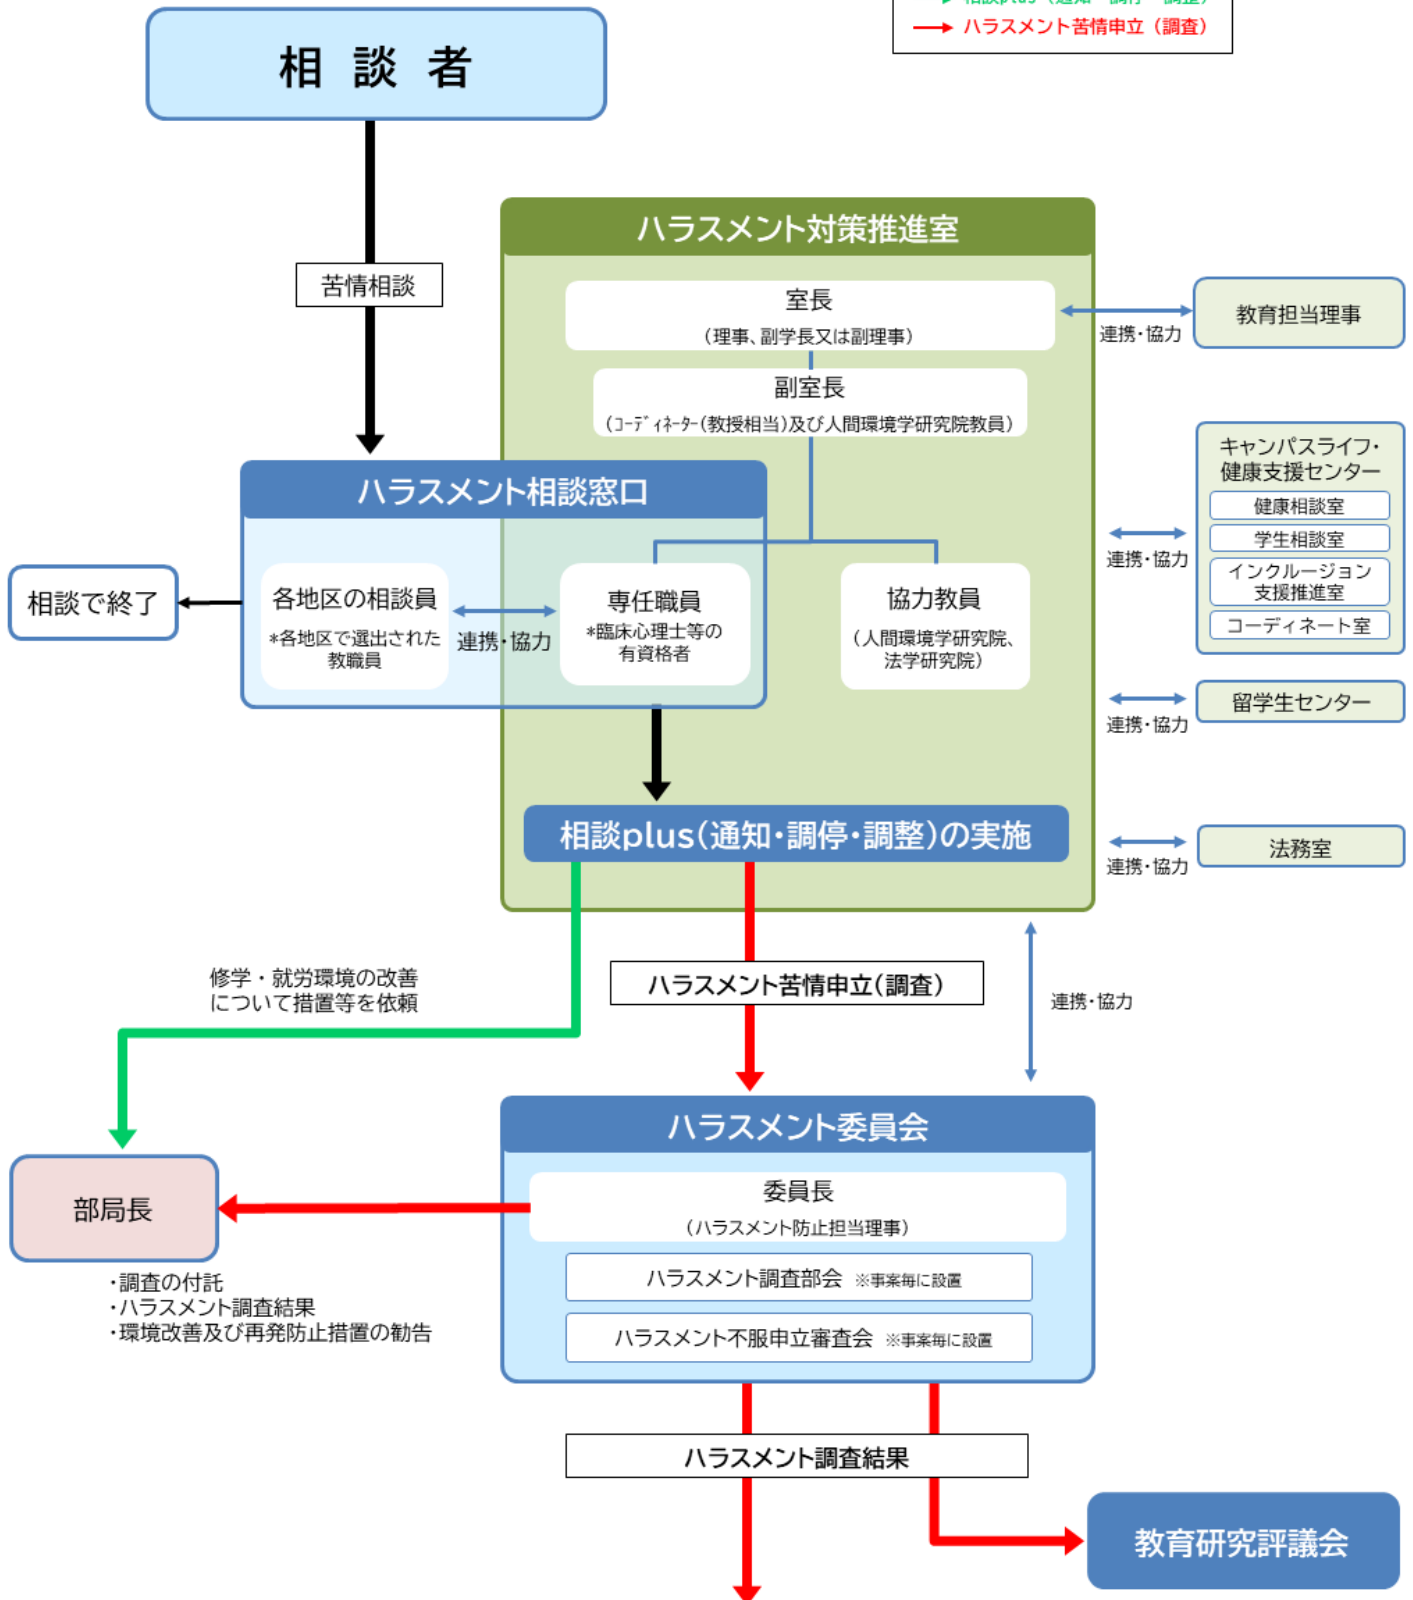 相談plus（通知・調停・調整）
ハラスメント苦情申立（調査）
相 談 者
苦情相談
ハラスメント対策推進室
室長
（理事、副学長又は副理事）
連携・協力
教育担当理事
副室長
（ｺｰﾃﾞｨﾈｰﾀｰ(教授相当)及び人間環境学研究院教員）
キャンパスライフ・
健康支援センター
健康相談室
学生相談室
インクルージョン
支援推進室
コーディネート室
連携・協力
ハラスメント相談窓口
相談で終了
各地区の相談員
*各地区で選出された
教職員
連携・協力
専任職員
*臨床心理士等の
有資格者
協力教員
（人間環境学研究院、
法学研究院）
連携・協力
留学生センター
相談plus（通知・調停・調整）の実施
連携・協力
法務室
修学・就労環境の改善
について措置等を依頼
ハラスメント苦情申立（調査）
連携・協力
ハラスメント委員会
委員長
（ハラスメント防止担当理事）
部局長
・調査の付託
・ハラスメント調査結果
・環境改善及び再発防止措置の勧告
ハラスメント調査部会 ※事案毎に設置
ハラスメント不服申立審査会 ※事案毎に設置
ハラスメント調査結果
教育研究評議会